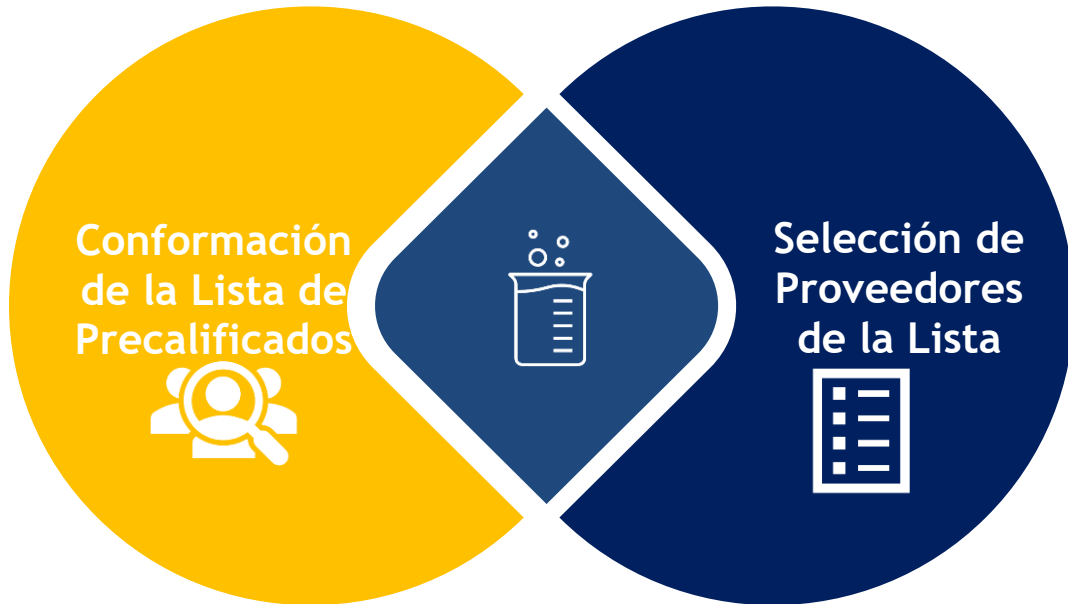 Conformación
de la Lista de
Precalificados
Selección de
Proveedores
de la Lista